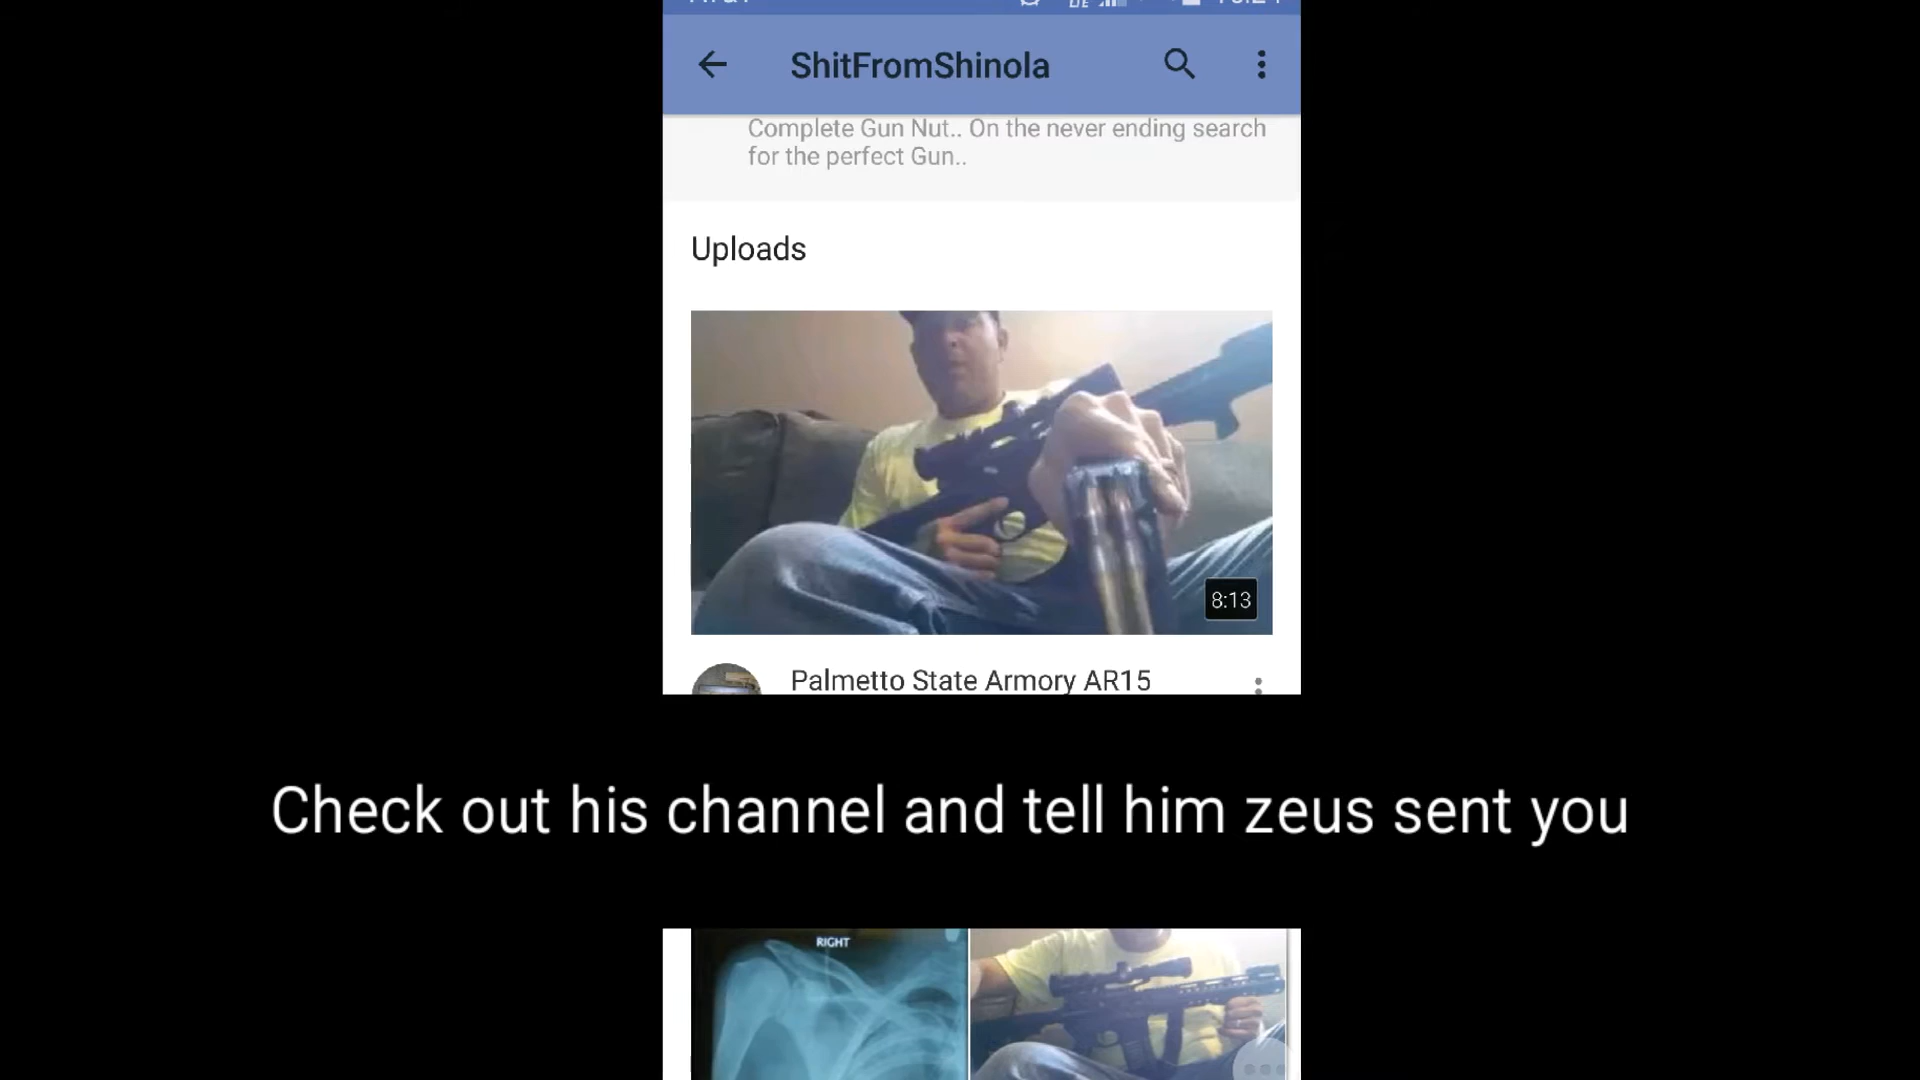 ShitFromShinola
Complete Gun Nut.. On the never ending search
for the perfect Gun..
Uploads
8:13
Palmetto State Armory AR15
Check out his channel and tell him zeus sent you
RIGHT